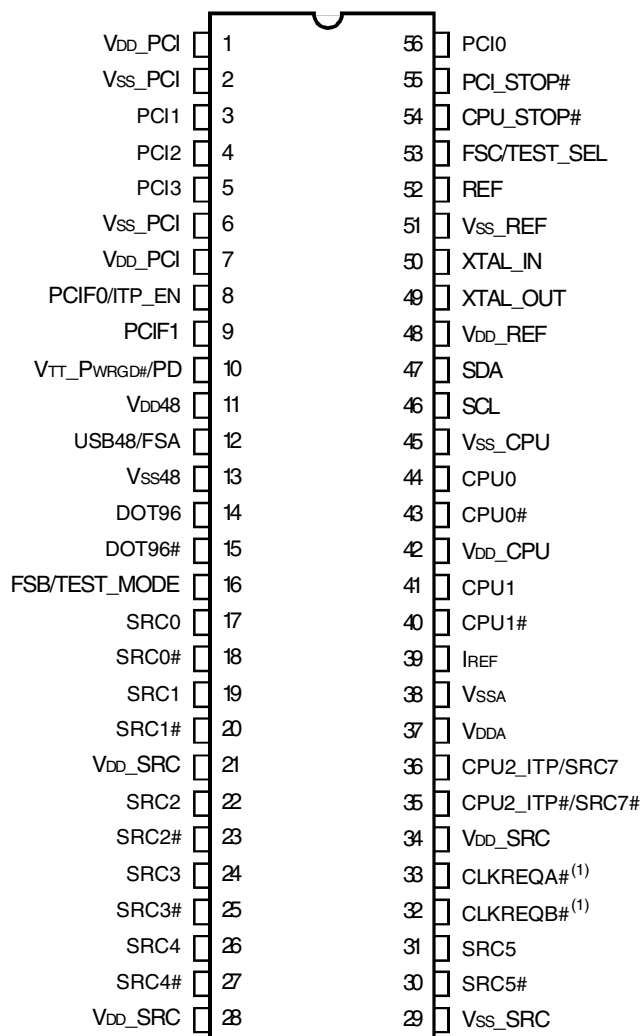 VDD_PCI 1 56 PCI0
VSS_PCI 2 55 PCI_STOP#
PCI1 3 54 CPU_STOP#
PCI2 4 53 FSC/TEST_SEL
PCI3 5 52 REF
VSS_PCI 6 51 VSS_REF
VDD_PCI 7 50 XTAL_IN
PCIF0/ITP_EN 8 49 XTAL_OUT
PCIF1 9 48 VDD_REF
VTT_PWRGD#/PD 10 47 SDA
VDD48 11 46 SCL
USB48/FSA 12 45 VSS_CPU
VSS48 13 44 CPU0
DOT96 14 43 CPU0#
DOT96# 15 42 VDD_CPU
FSB/TEST_MODE 16 41 CPU1
SRC0 17 40 CPU1#
SRC0# 18 39 IREF
SRC1 19 38 VSSA
SRC1# 20 37 VDDA
VDD_SRC 21 36 CPU2_ITP/SRC7
SRC2 22 35 CPU2_ITP#/SRC7#
SRC2# 23 34 VDD_SRC
SRC3 24 33 CLKREQA#(1)
SRC3# 25 32 CLKREQB#(1)
SRC4 26 31 SRC5
SRC4# 27 30 SRC5#
VDD_SRC 28 29 VSS_SRC